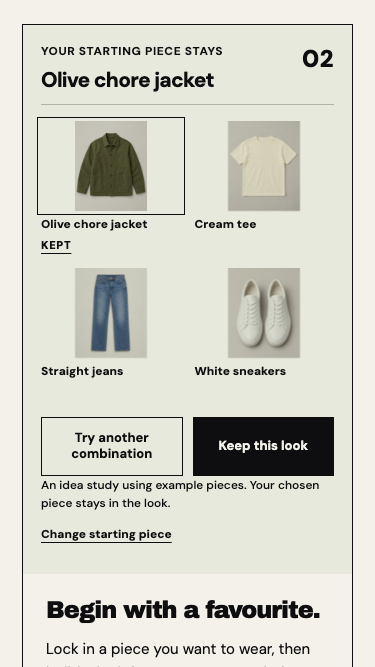 YOUR STARTING PIECE STAYS
02
Olive chore jacket
Olive chore jacket
Cream tee
KEPT
Straight jeans
White sneakers
Try another
combination
Keep this look
An idea study using example pieces. Your chosen
piece stays in the look.
Change starting piece
Begin with a favourite.
Lock in a piece you want to wear, then